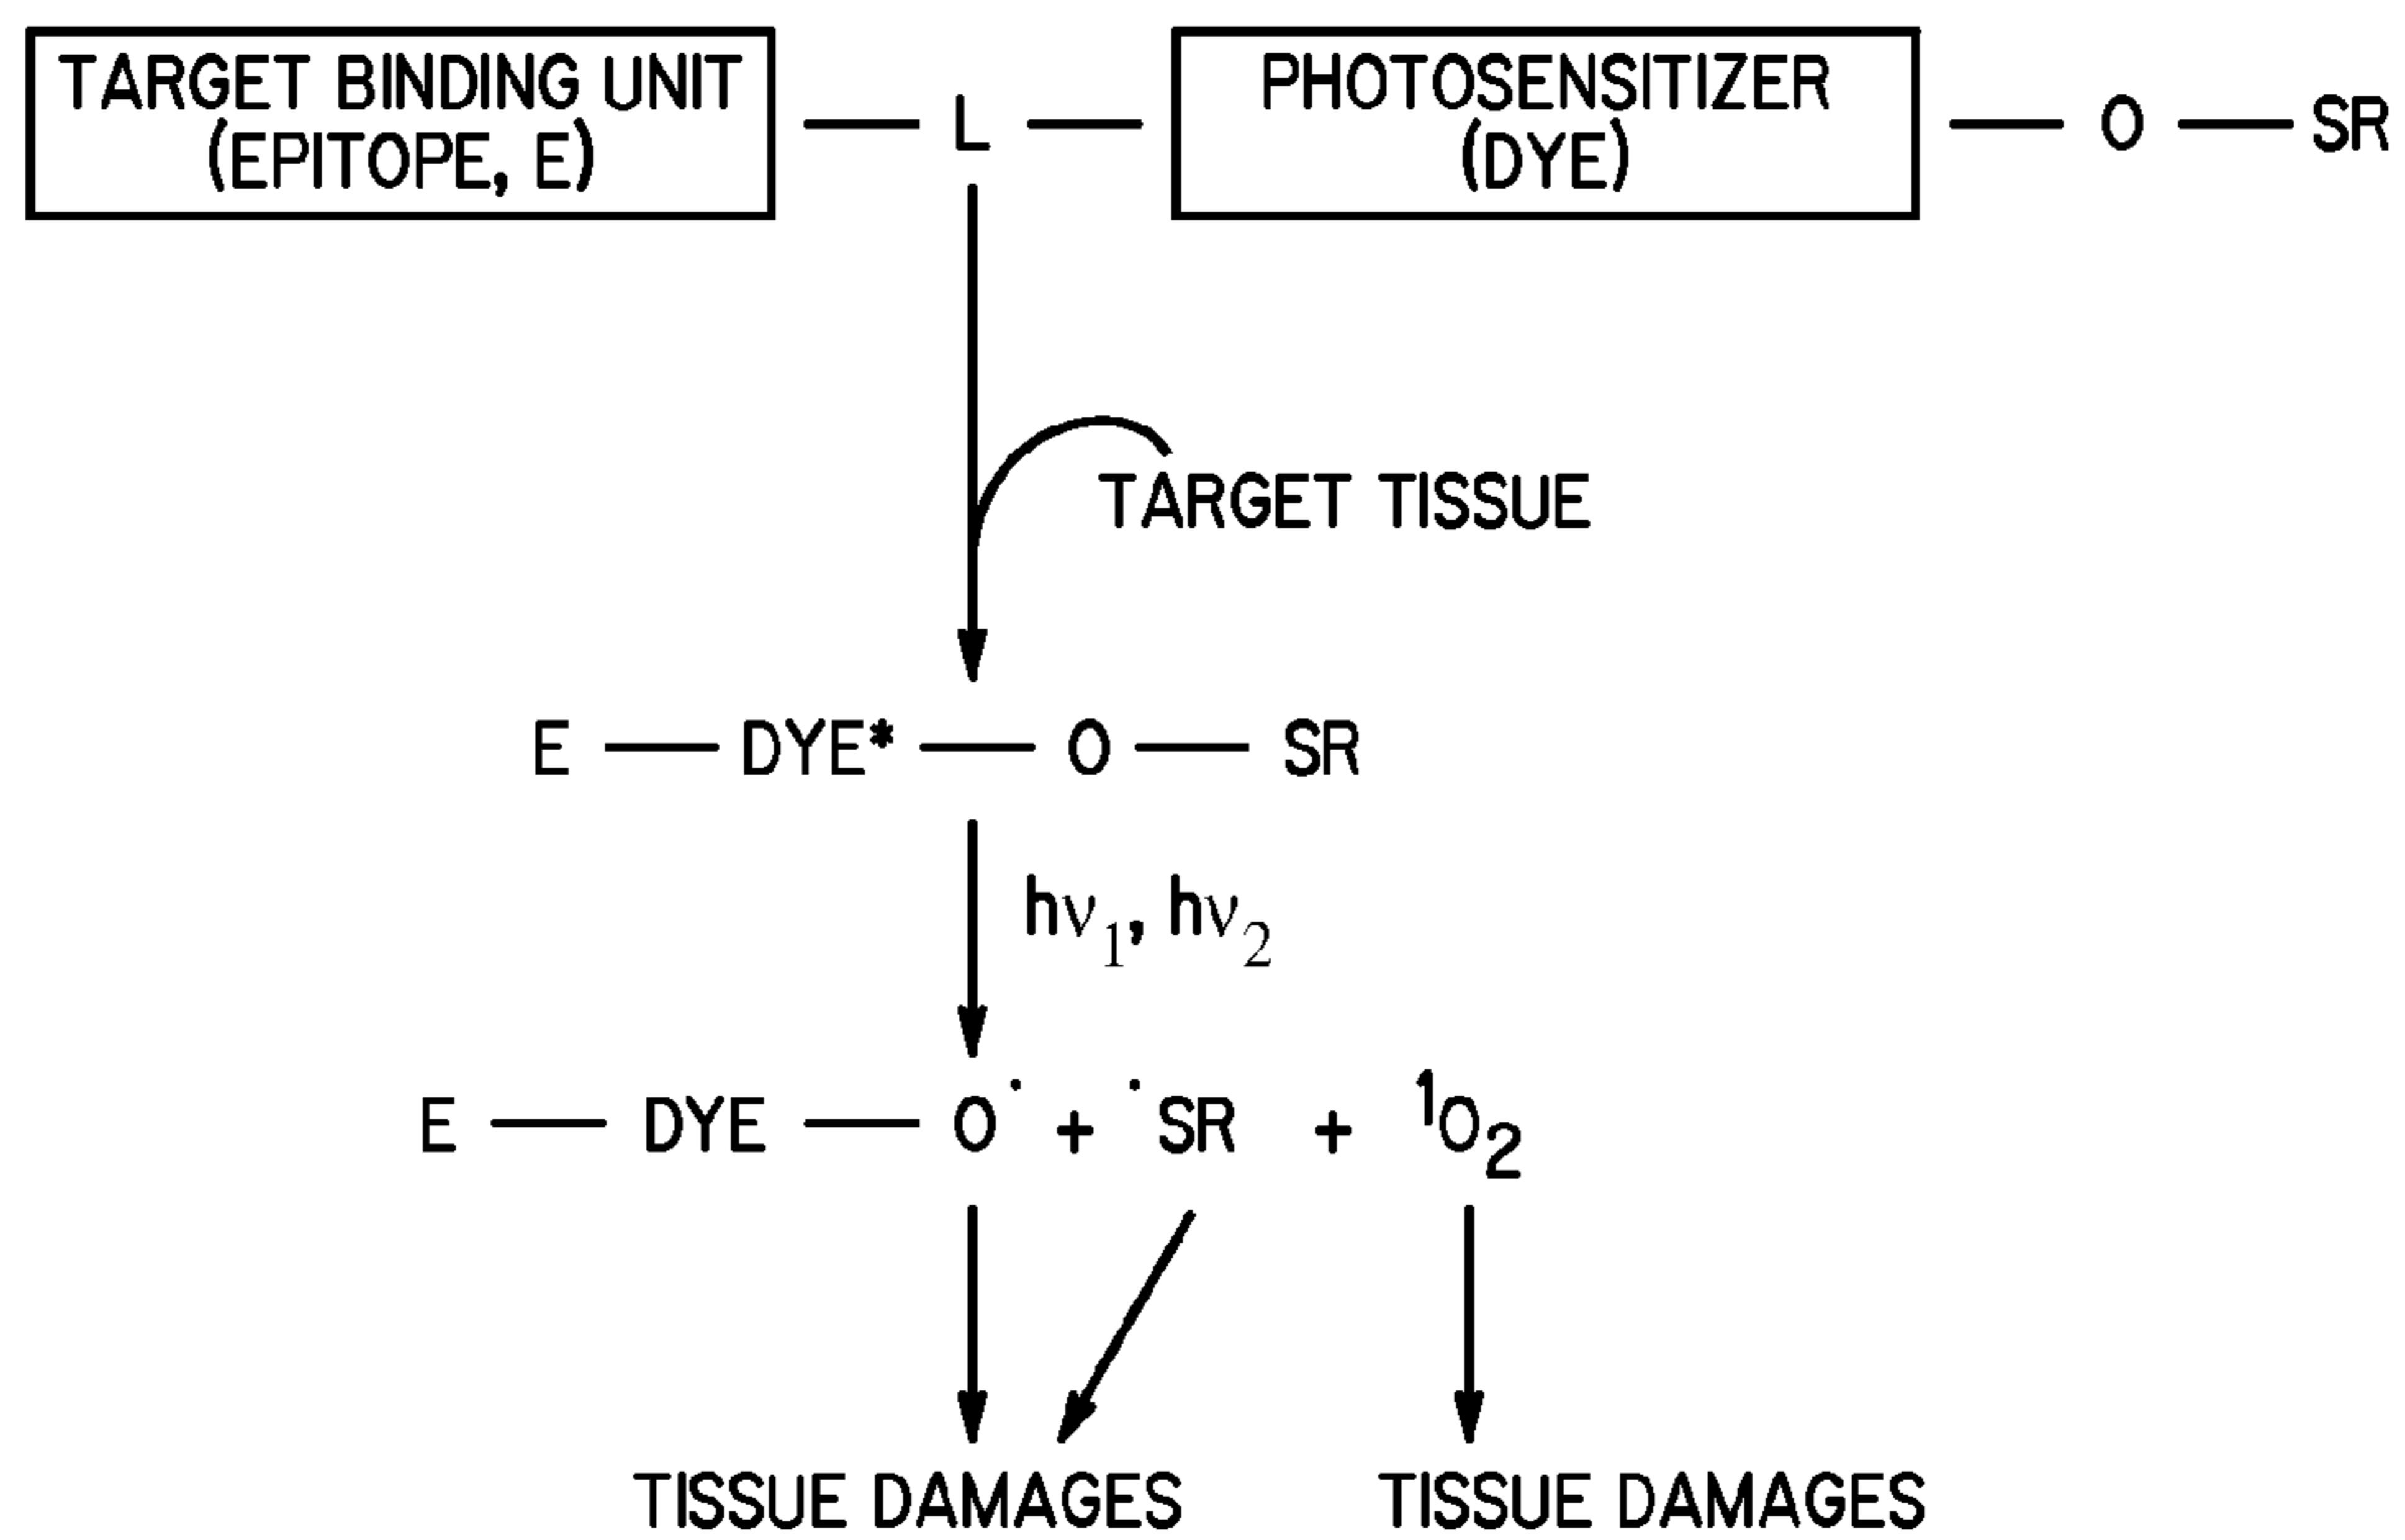 TARGET BINDING UNIT
(EPITOPE, E)
— L —
PHOTOSENSITIZER
(DYE)
— O — SR
TARGET TISSUE
E — DYE* — O — SR
hν₁, hν₂
E — DYE — O˙ + ˙SR + ¹O₂
TISSUE DAMAGES
TISSUE DAMAGES